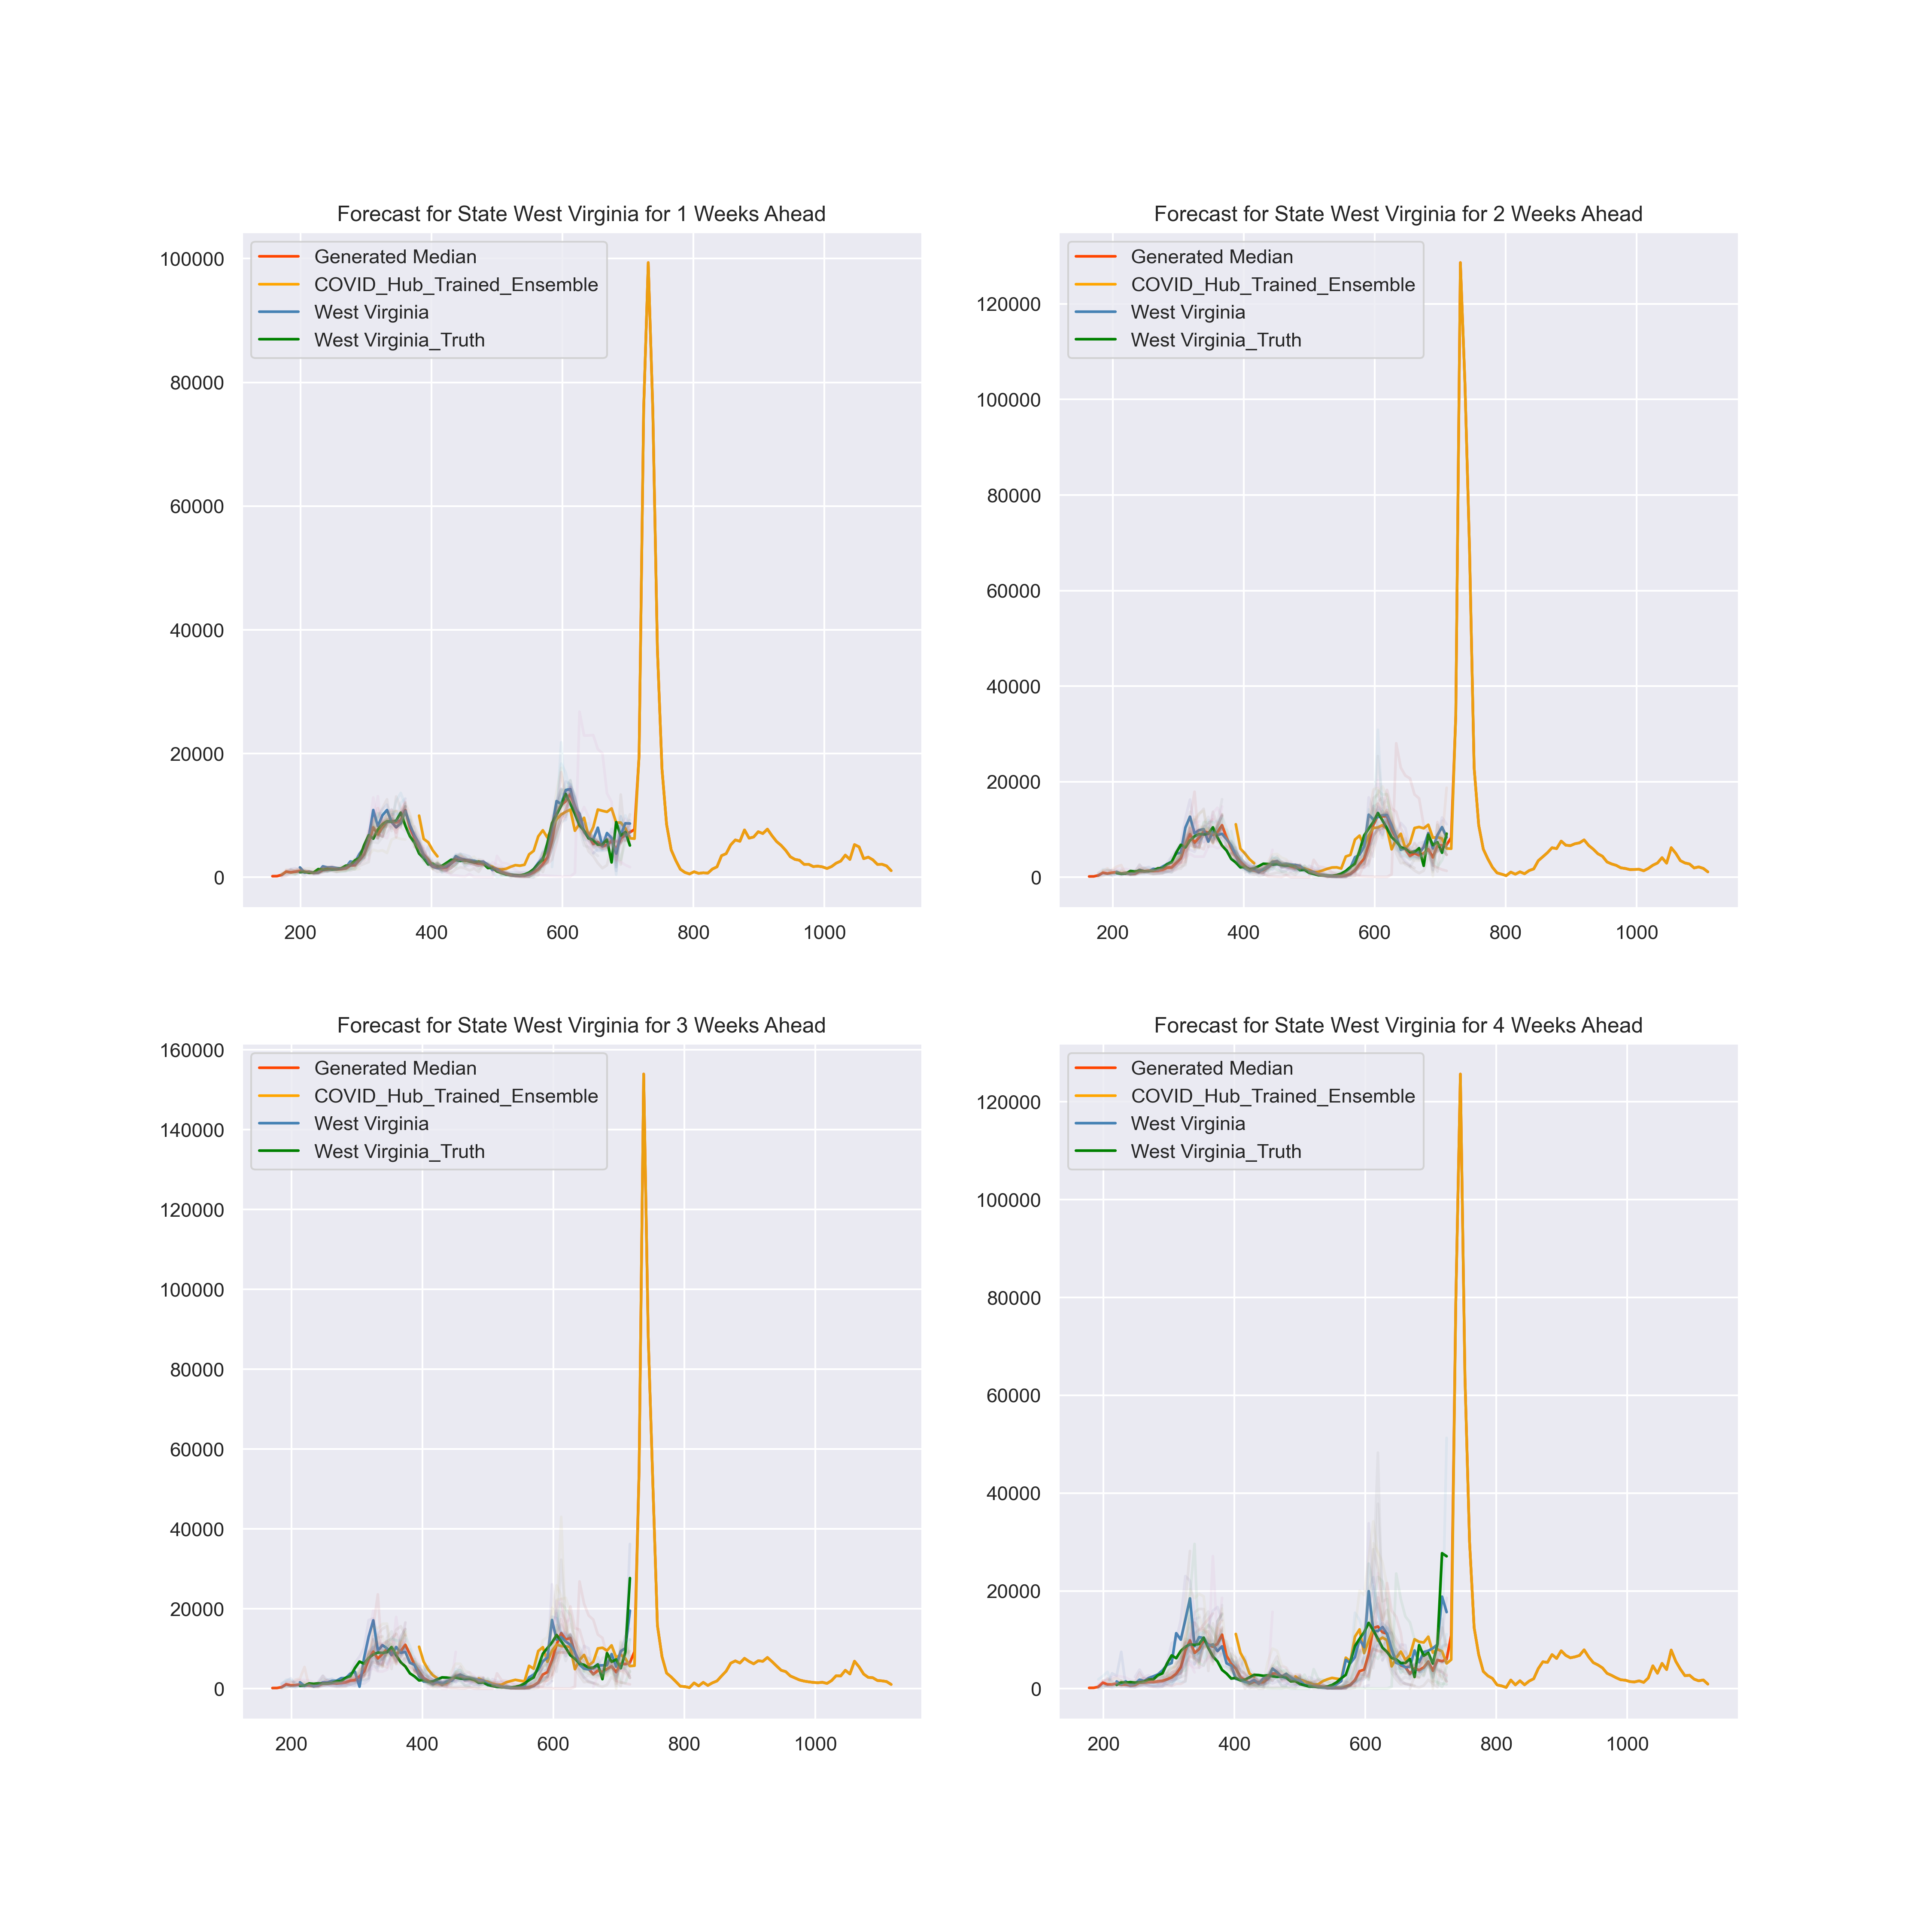 Forecast for State West Virginia for 1 Weeks Ahead
Generated Median
COVID_Hub_Trained_Ensemble
West Virginia
West Virginia_Truth
100000
80000
60000
40000
20000
0
200 400 600 800 1000
Forecast for State West Virginia for 2 Weeks Ahead
Generated Median
COVID_Hub_Trained_Ensemble
West Virginia
West Virginia_Truth
120000
100000
80000
60000
40000
20000
0
200 400 600 800 1000
Forecast for State West Virginia for 3 Weeks Ahead
Generated Median
COVID_Hub_Trained_Ensemble
West Virginia
West Virginia_Truth
160000
140000
120000
100000
80000
60000
40000
20000
0
200 400 600 800 1000
Forecast for State West Virginia for 4 Weeks Ahead
Generated Median
COVID_Hub_Trained_Ensemble
West Virginia
West Virginia_Truth
120000
100000
80000
60000
40000
20000
0
200 400 600 800 1000